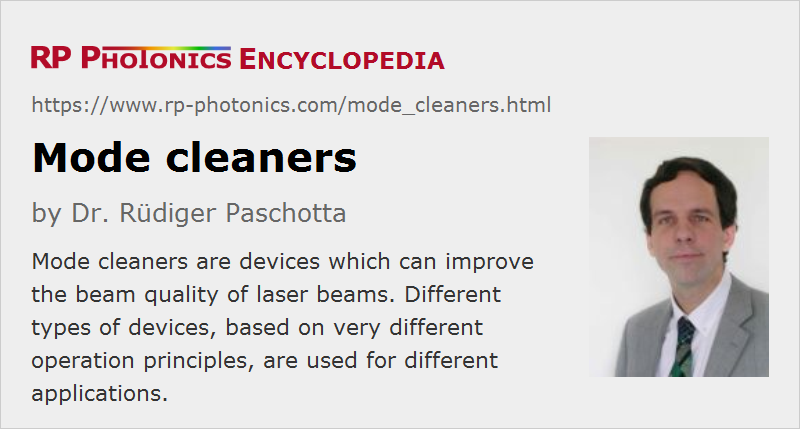 RP PHOTONICS ENCYCLOPEDIA
https://www.rp-photonics.com/mode_cleaners.html
Mode cleaners
by Dr. Rüdiger Paschotta
Mode cleaners are devices which can improve
the beam quality of laser beams. Different
types of devices, based on very different
operation principles, are used for different
applications.